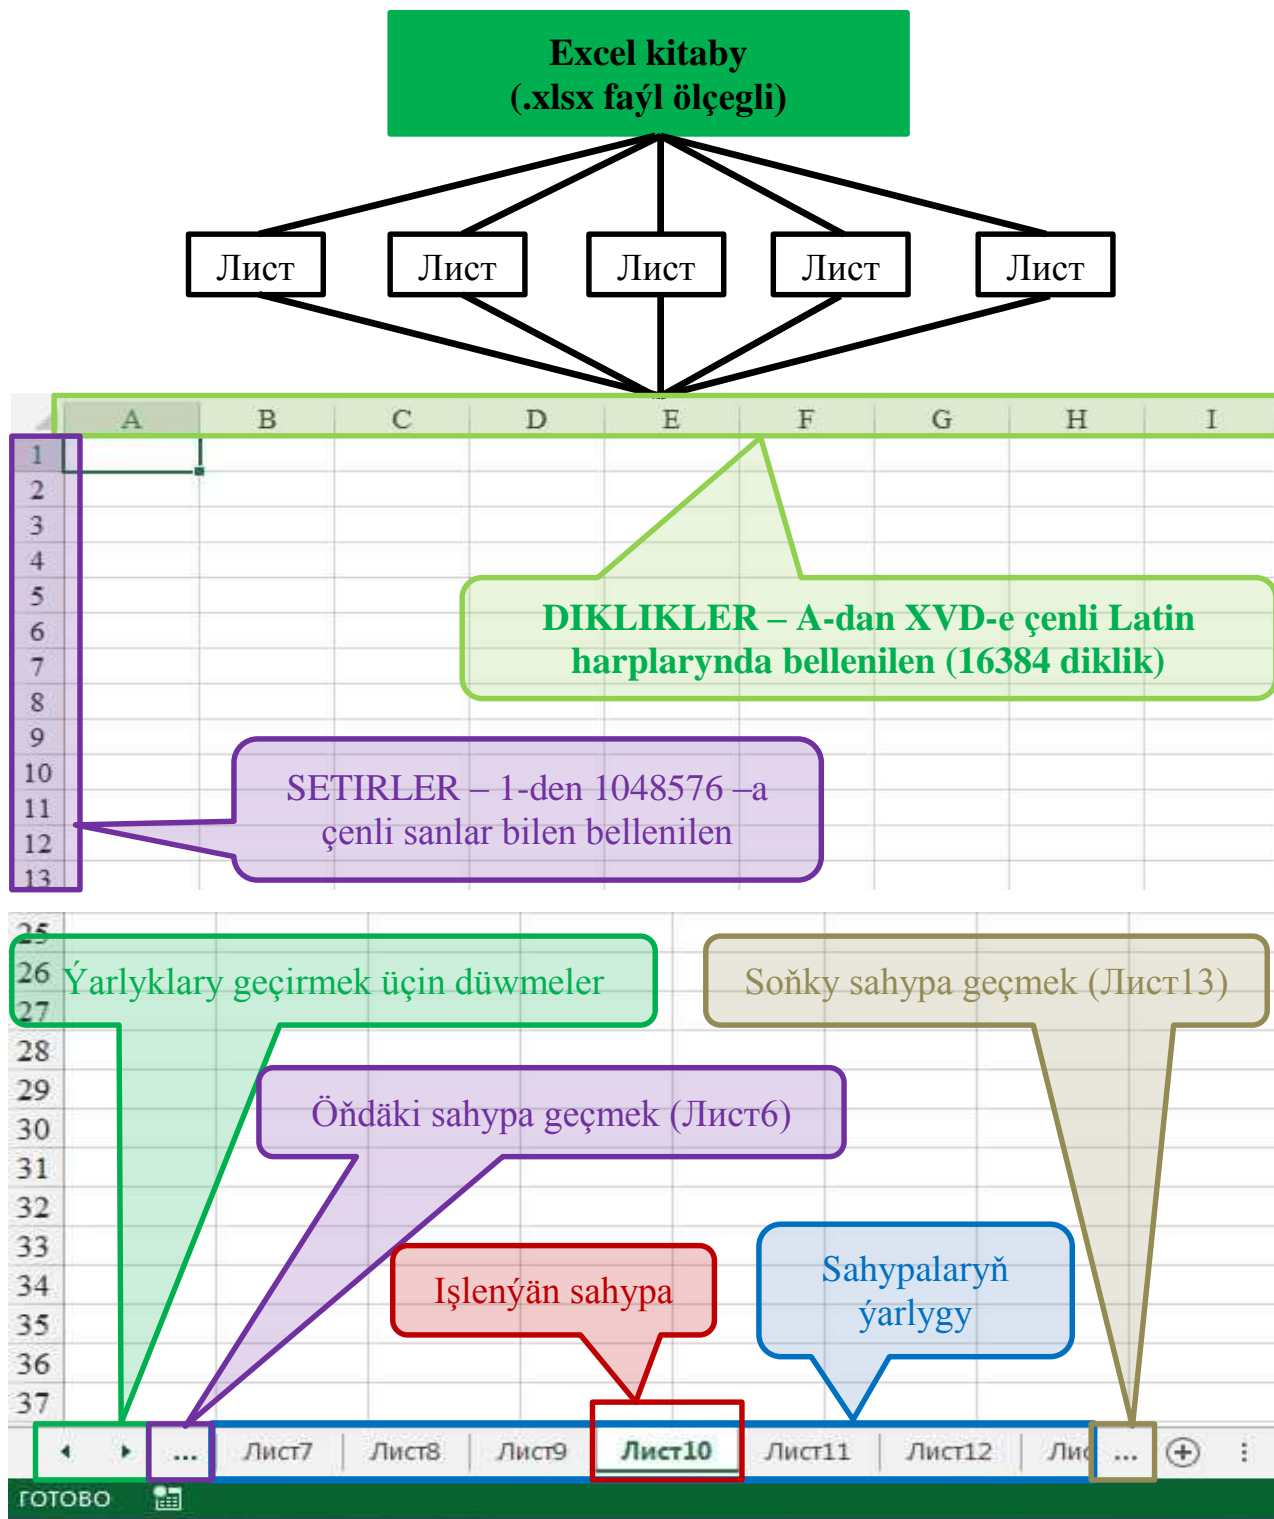 Excel kitaby
(.xlsx faýl ölçegli)
Лист Лист Лист Лист Лист
A B C D E F G H I
1
2
3
4
5
DIKLIKLER – A-dan XVD-e çenli Latin
6
harplarynda bellenilen (16384 diklik)
7
8
9
10
SETIRLER – 1-den 1048576 –a
11
çenli sanlar bilen bellenilen
12
13
25
26 Ýarlyklary geçirmek üçin düwmeler Soňky sahypa geçmek (Лист13)
27
28
29
Öňdäki sahypa geçmek (Лист6)
30
31
32
33
Sahypalaryň
34 Işlenýän sahypa
ýarlygy
35
36
37
... Лист7 Лист8 Лист9 Лист10 Лист11 Лист12 Лис ...
ГОТОВО